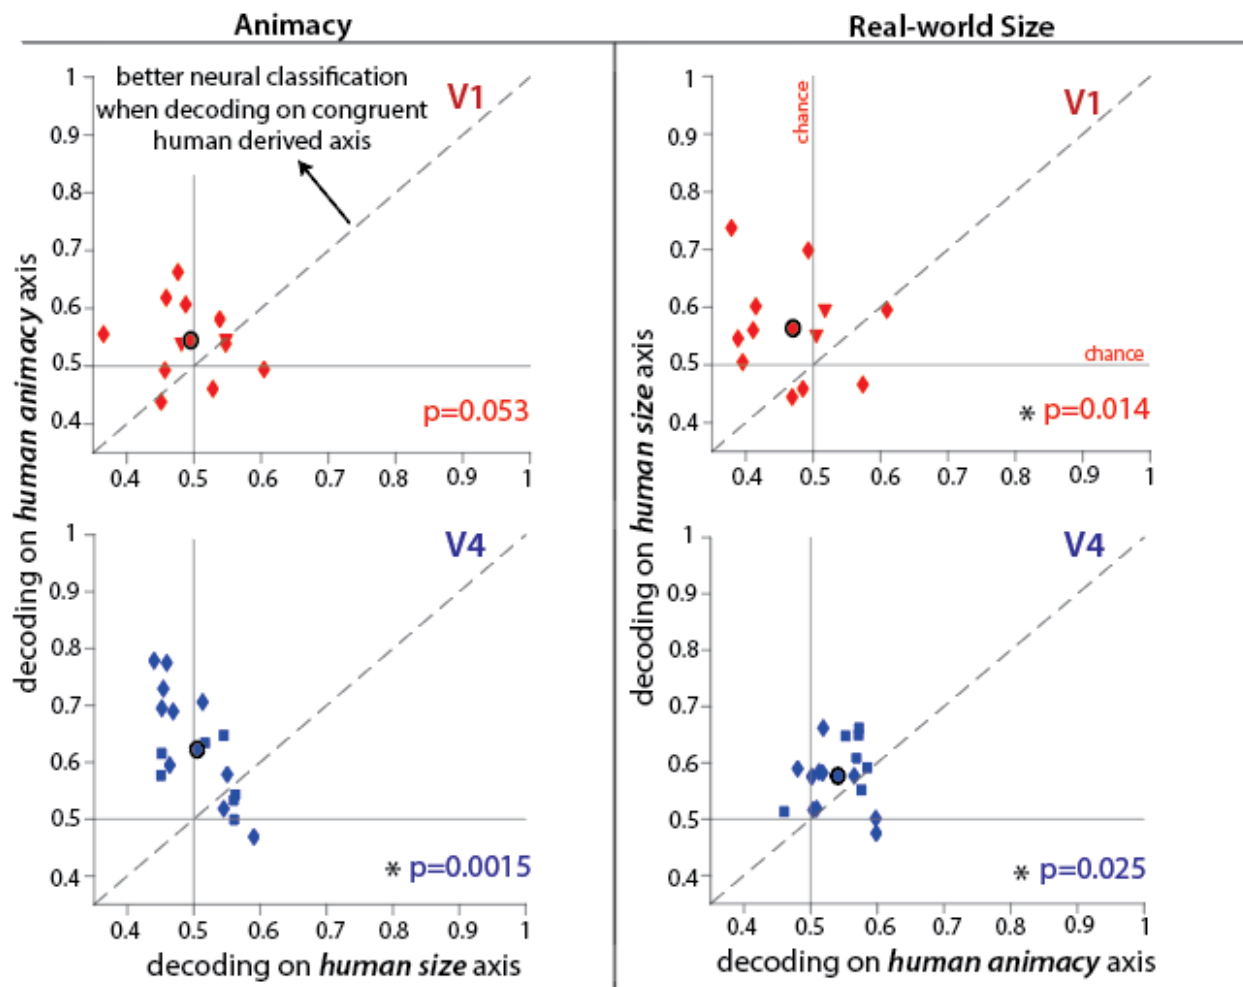 Animacy
Real-world Size
1
0.9
0.8
0.7
0.6
0.5
0.4
better neural classification
when decoding on congruent
human derived axis
V1
p=0.053
0.4 0.5 0.6 0.7 0.8 0.9 1
1
0.9
0.8
0.7
0.6
0.5
0.4
chance
V1
chance
* p=0.014
0.4 0.5 0.6 0.7 0.8 0.9 1
decoding on human animacy axis
1
0.9
0.8
0.7
0.6
0.5
0.4
V4
* p=0.0015
0.4 0.5 0.6 0.7 0.8 0.9 1
decoding on human size axis
decoding on human size axis
1
0.9
0.8
0.7
0.6
0.5
0.4
V4
* p=0.025
0.4 0.5 0.6 0.7 0.8 0.9 1
decoding on human animacy axis